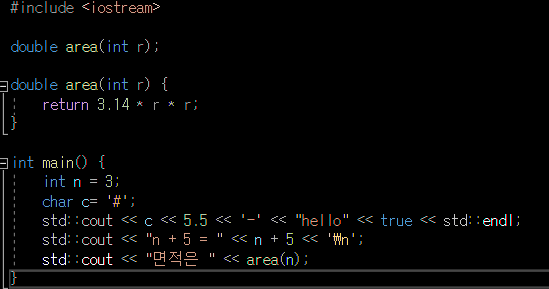 #include <iostream>
double area(int r);
double area(int r) {
return 3.14 * r * r;
}
int main() {
int n = 3;
char c= '#';
std::cout << c << 5.5 << '-' << "hello" << true << std::endl;
std::cout << "n + 5 = " << n + 5 << '₩n';
std::cout << "면적은 " << area(n);
}